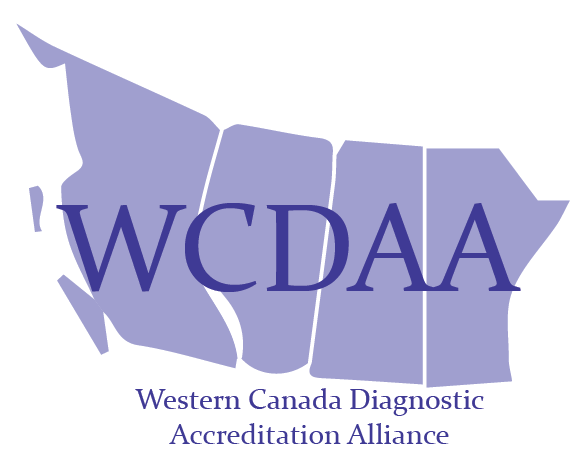 WCDAA
Western Canada Diagnostic
Accreditation Alliance